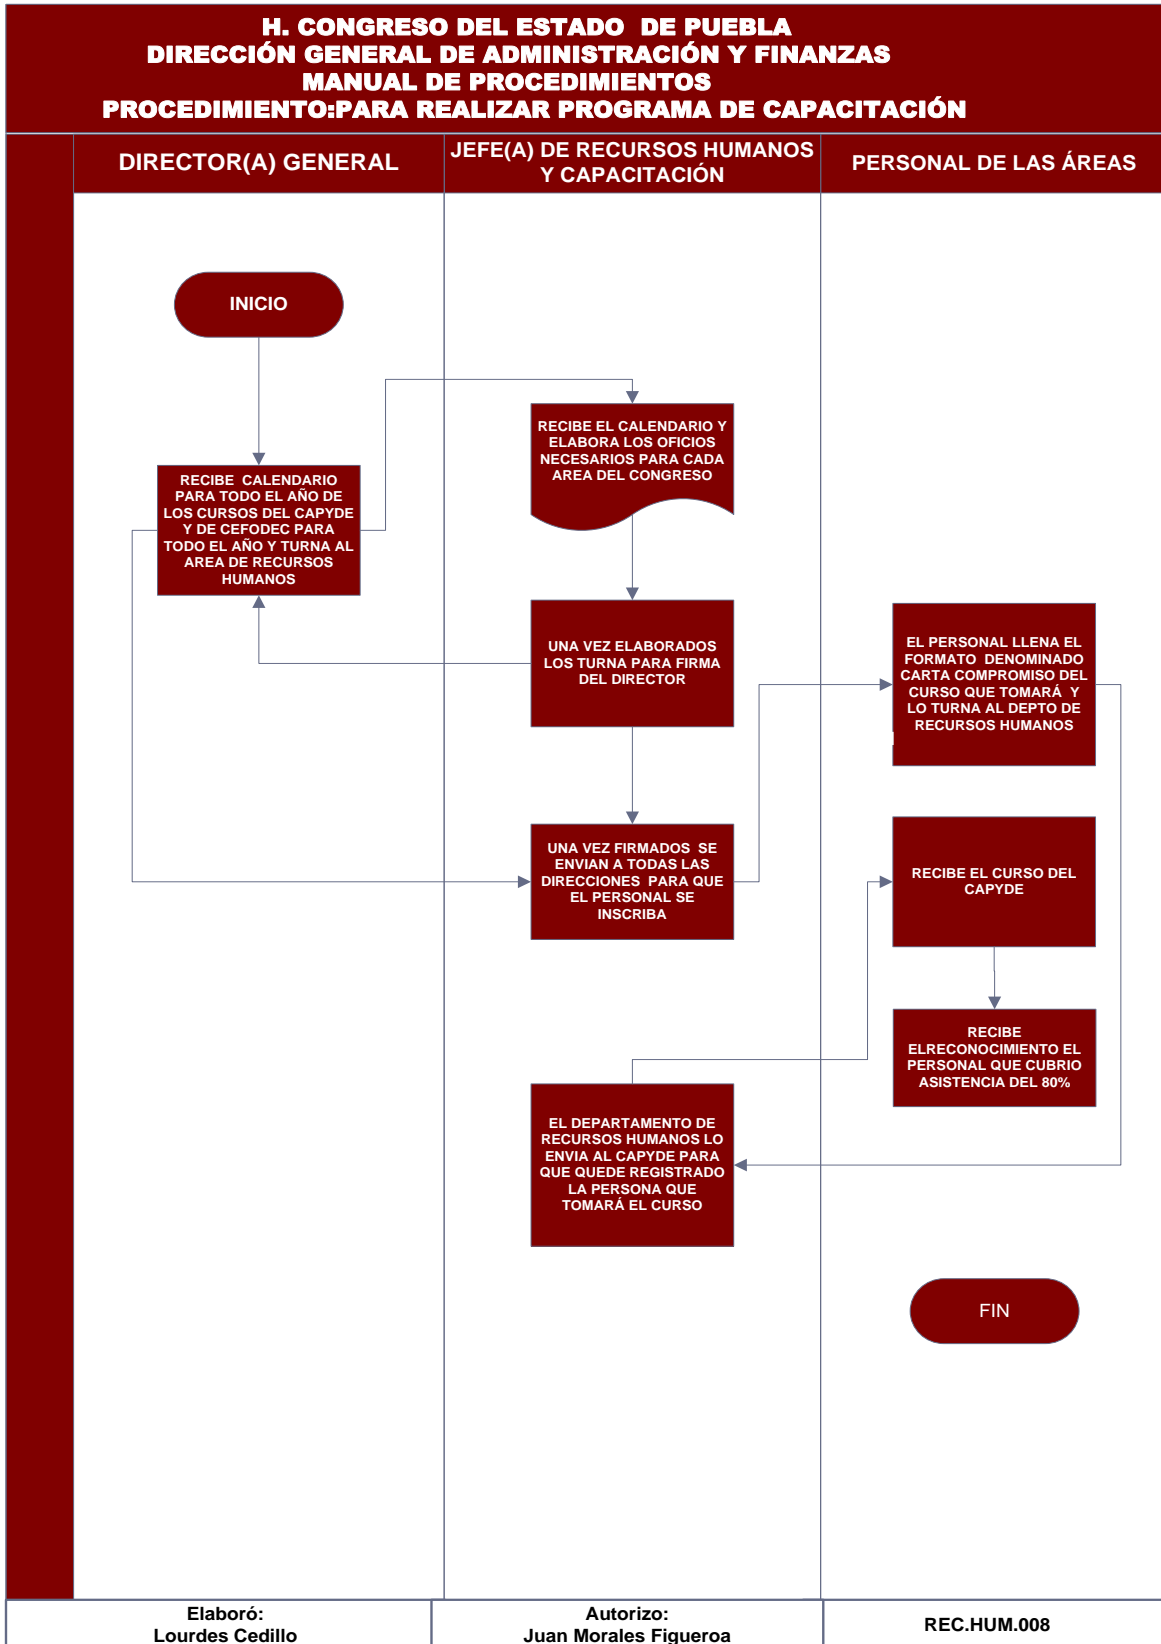 H. CONGRESO DEL ESTADO DE PUEBLA
DIRECCIÓN GENERAL DE ADMINISTRACIÓN Y FINANZAS
MANUAL DE PROCEDIMIENTOS
PROCEDIMIENTO:PARA REALIZAR PROGRAMA DE CAPACITACIÓN
DIRECTOR(A) GENERAL
JEFE(A) DE RECURSOS HUMANOS
Y CAPACITACIÓN
PERSONAL DE LAS ÁREAS
INICIO
RECIBE CALENDARIO
PARA TODO EL AÑO DE
LOS CURSOS DEL CAPYDE
Y DE CEFODEC PARA
TODO EL AÑO Y TURNA AL
AREA DE RECURSOS
HUMANOS
RECIBE EL CALENDARIO Y
ELABORA LOS OFICIOS
NECESARIOS PARA CADA
AREA DEL CONGRESO
UNA VEZ ELABORADOS
LOS TURNA PARA FIRMA
DEL DIRECTOR
UNA VEZ FIRMADOS SE
ENVIAN A TODAS LAS
DIRECCIONES PARA QUE
EL PERSONAL SE
INSCRIBA
EL PERSONAL LLENA EL
FORMATO DENOMINADO
CARTA COMPROMISO DEL
CURSO QUE TOMARÁ Y
LO TURNA AL DEPTO DE
RECURSOS HUMANOS
EL DEPARTAMENTO DE
RECURSOS HUMANOS LO
ENVIA AL CAPYDE PARA
QUE QUEDE REGISTRADO
LA PERSONA QUE
TOMARÁ EL CURSO
RECIBE EL CURSO DEL
CAPYDE
RECIBE
ELRECONOCIMIENTO EL
PERSONAL QUE CUBRIO
ASISTENCIA DEL 80%
FIN
Elaboró:
Lourdes Cedillo
Autorizo:
Juan Morales Figueroa
REC.HUM.008